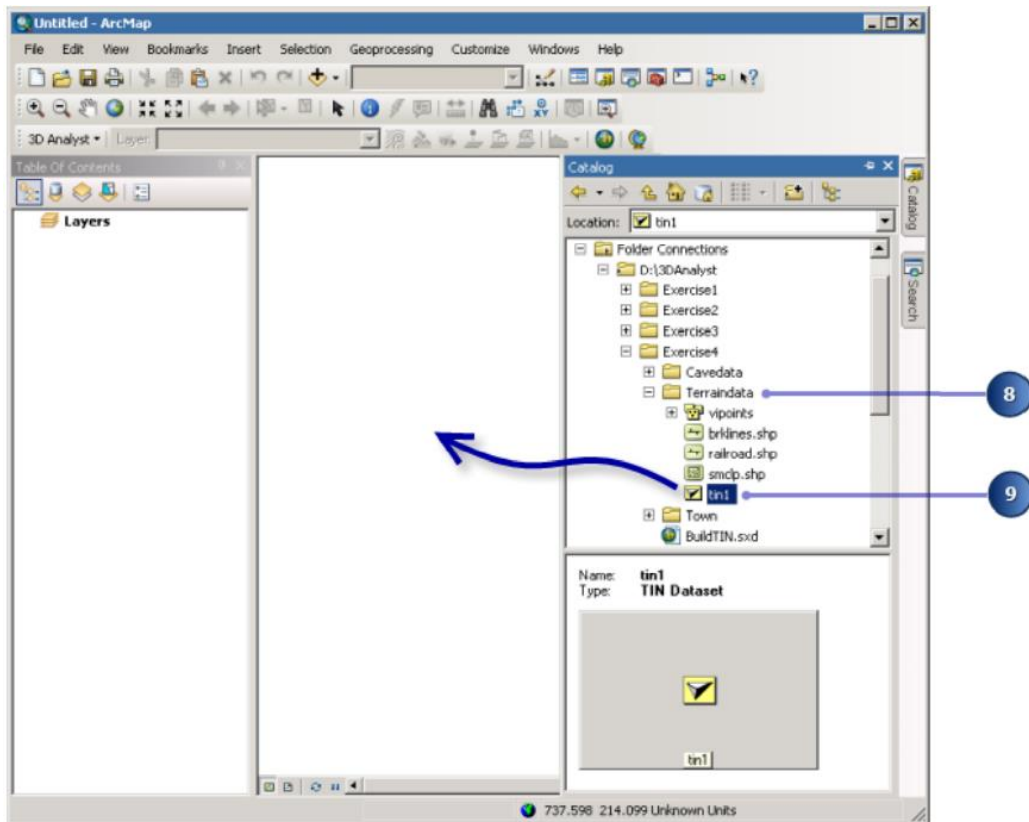 Untitled - ArcMap
File Edit View Bookmarks Insert Selection Geoprocessing Customize Windows Help
3D Analyst Layer:
Table Of Contents
Layers
Catalog
Location: tin1
Folder Connections
D:\3DAnalyst
Exercise1
Exercise2
Exercise3
Exercise4
Cavedata
Terraindata
8
vipoints
brklines.shp
railroad.shp
smclp.shp
tin1
9
Town
BuildTIN.sxd
Name: tin1
Type: TIN Dataset
tin1
Catalog
Search
737.598 214.099 Unknown Units